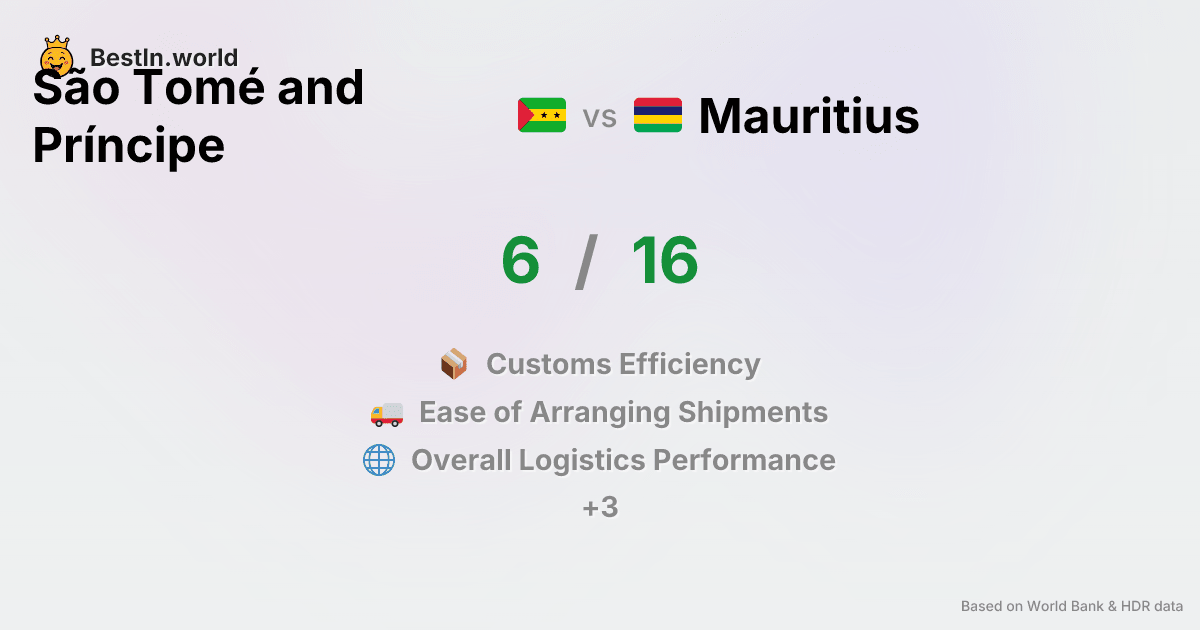 BestIn.world
São Tomé and
Príncipe
vs
Mauritius
6 / 16
Customs Efficiency
Ease of Arranging Shipments
Overall Logistics Performance
+3
Based on World Bank & HDR data